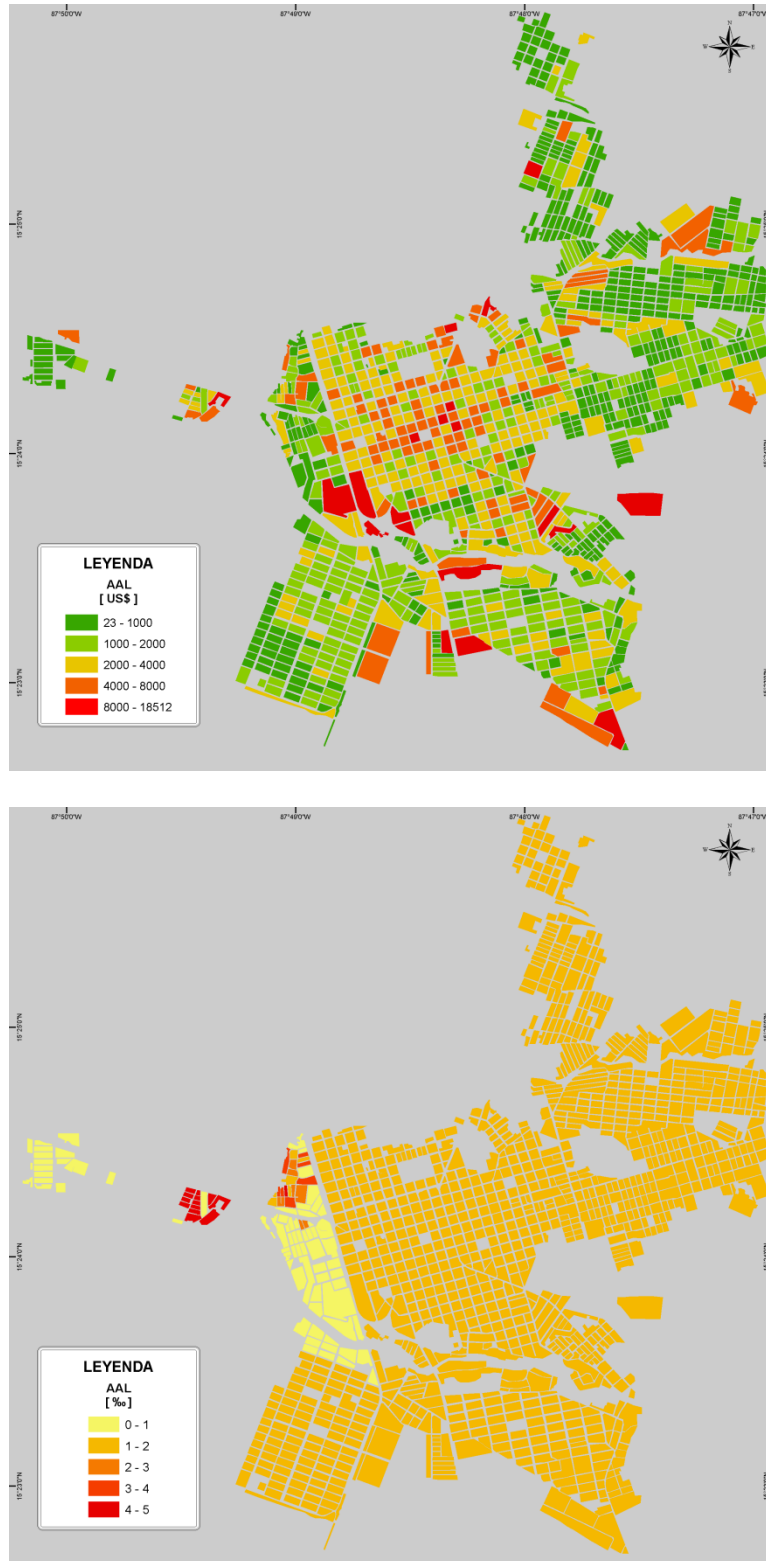 87°50'0"W 87°49'0"W 87°48'0"W 87°47'0"W
N
W E
S
15°25'0"N
15°24'0"N
15°23'0"N
LEYENDA
AAL
[ US$ ]
23 - 1000
1000 - 2000
2000 - 4000
4000 - 8000
8000 - 18512
87°50'0"W 87°49'0"W 87°48'0"W 87°47'0"W
N
W E
S
15°25'0"N
15°24'0"N
15°23'0"N
LEYENDA
AAL
[ ‰ ]
0 - 1
1 - 2
2 - 3
3 - 4
4 - 5